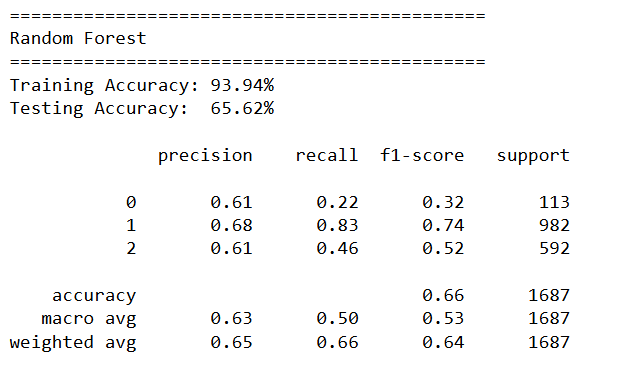 ==============================================
Random Forest
==============================================
Training Accuracy: 93.94%
Testing Accuracy:  65.62%
              precision    recall  f1-score   support
           0       0.61      0.22      0.32       113
           1       0.68      0.83      0.74       982
           2       0.61      0.46      0.52       592
    accuracy                           0.66      1687
   macro avg       0.63      0.50      0.53      1687
weighted avg       0.65      0.66      0.64      1687